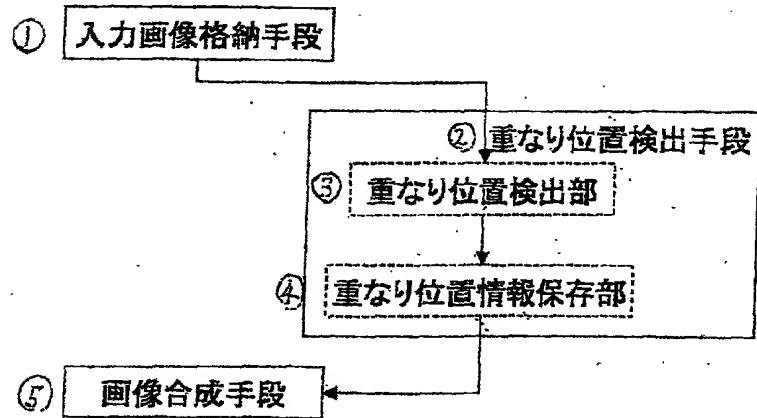 ① 入力画像格納手段
② 重なり位置検出手段
③ 重なり位置検出部
④ 重なり位置情報保存部
⑤ 画像合成手段